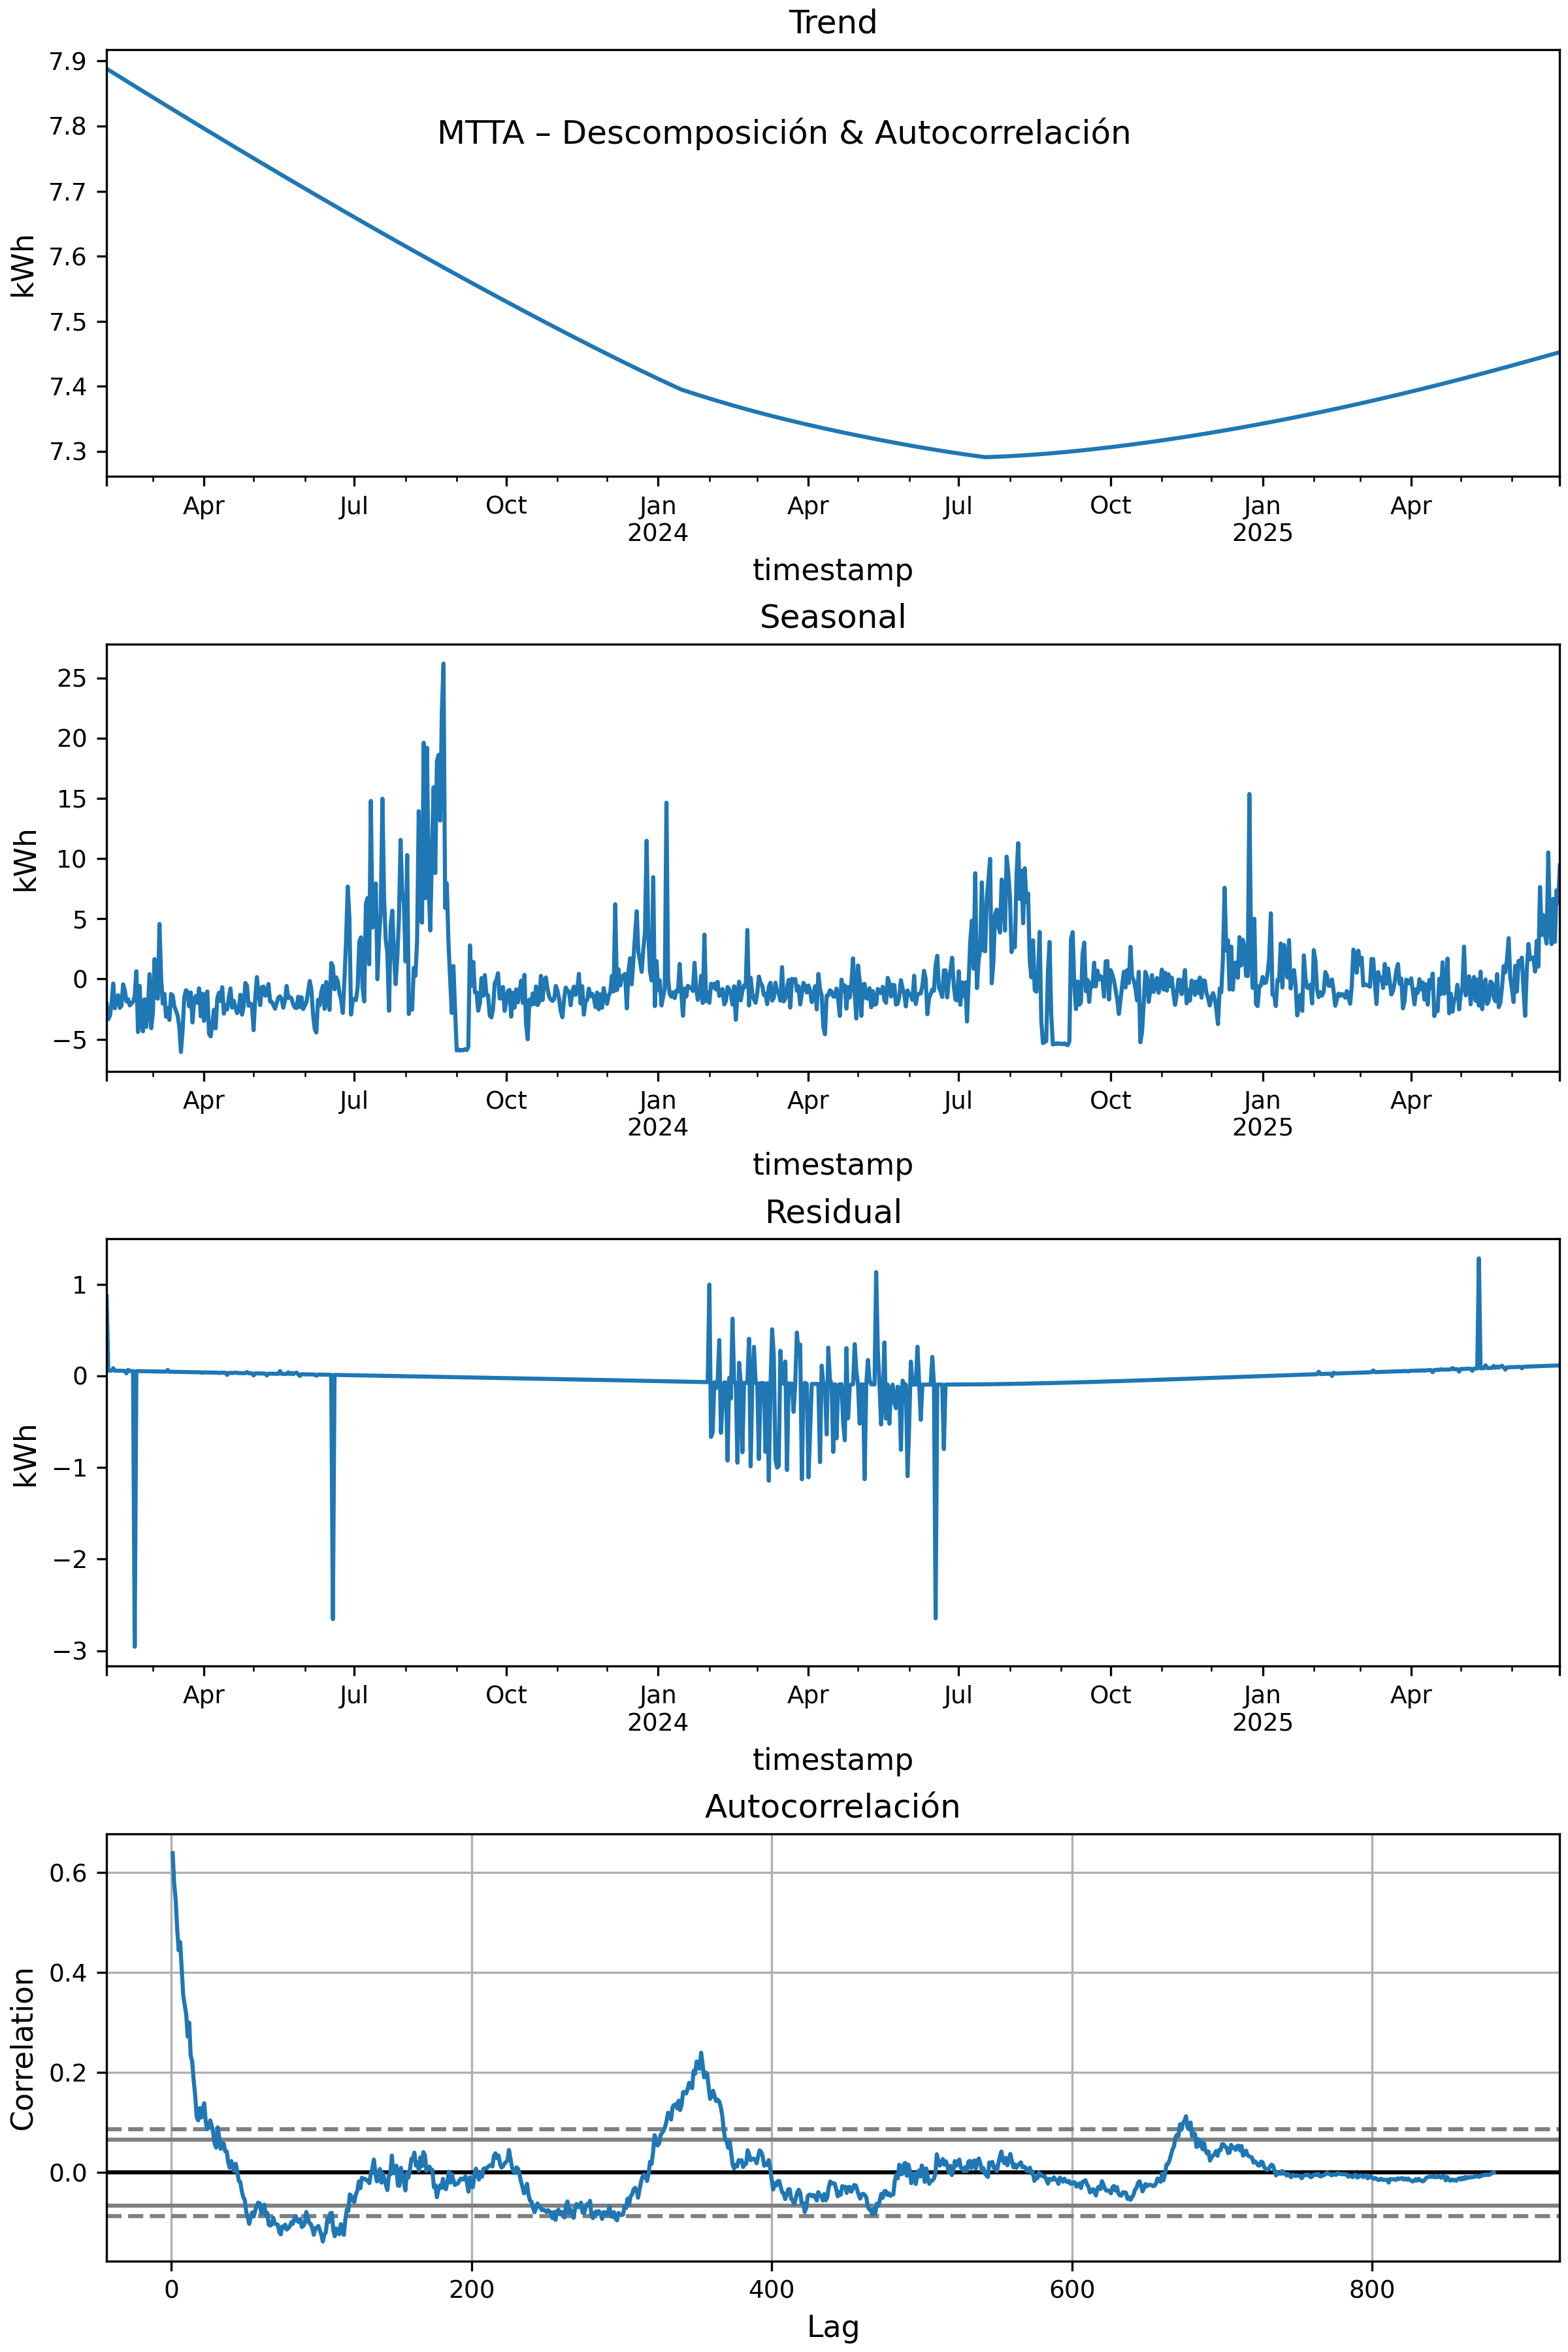 Trend
7.9
7.8
7.7
7.6
7.5
7.4
7.3
kWh
MTTA – Descomposición & Autocorrelación
Apr Jul Oct Jan Apr Jul Oct Jan Apr
2024 2025
timestamp
Seasonal
25
20
15
10
5
0
−5
kWh
Apr Jul Oct Jan Apr Jul Oct Jan Apr
2024 2025
timestamp
Residual
1
0
−1
−2
−3
kWh
Apr Jul Oct Jan Apr Jul Oct Jan Apr
2024 2025
timestamp
Autocorrelación
0.6
0.4
0.2
0.0
Correlation
0 200 400 600 800
Lag